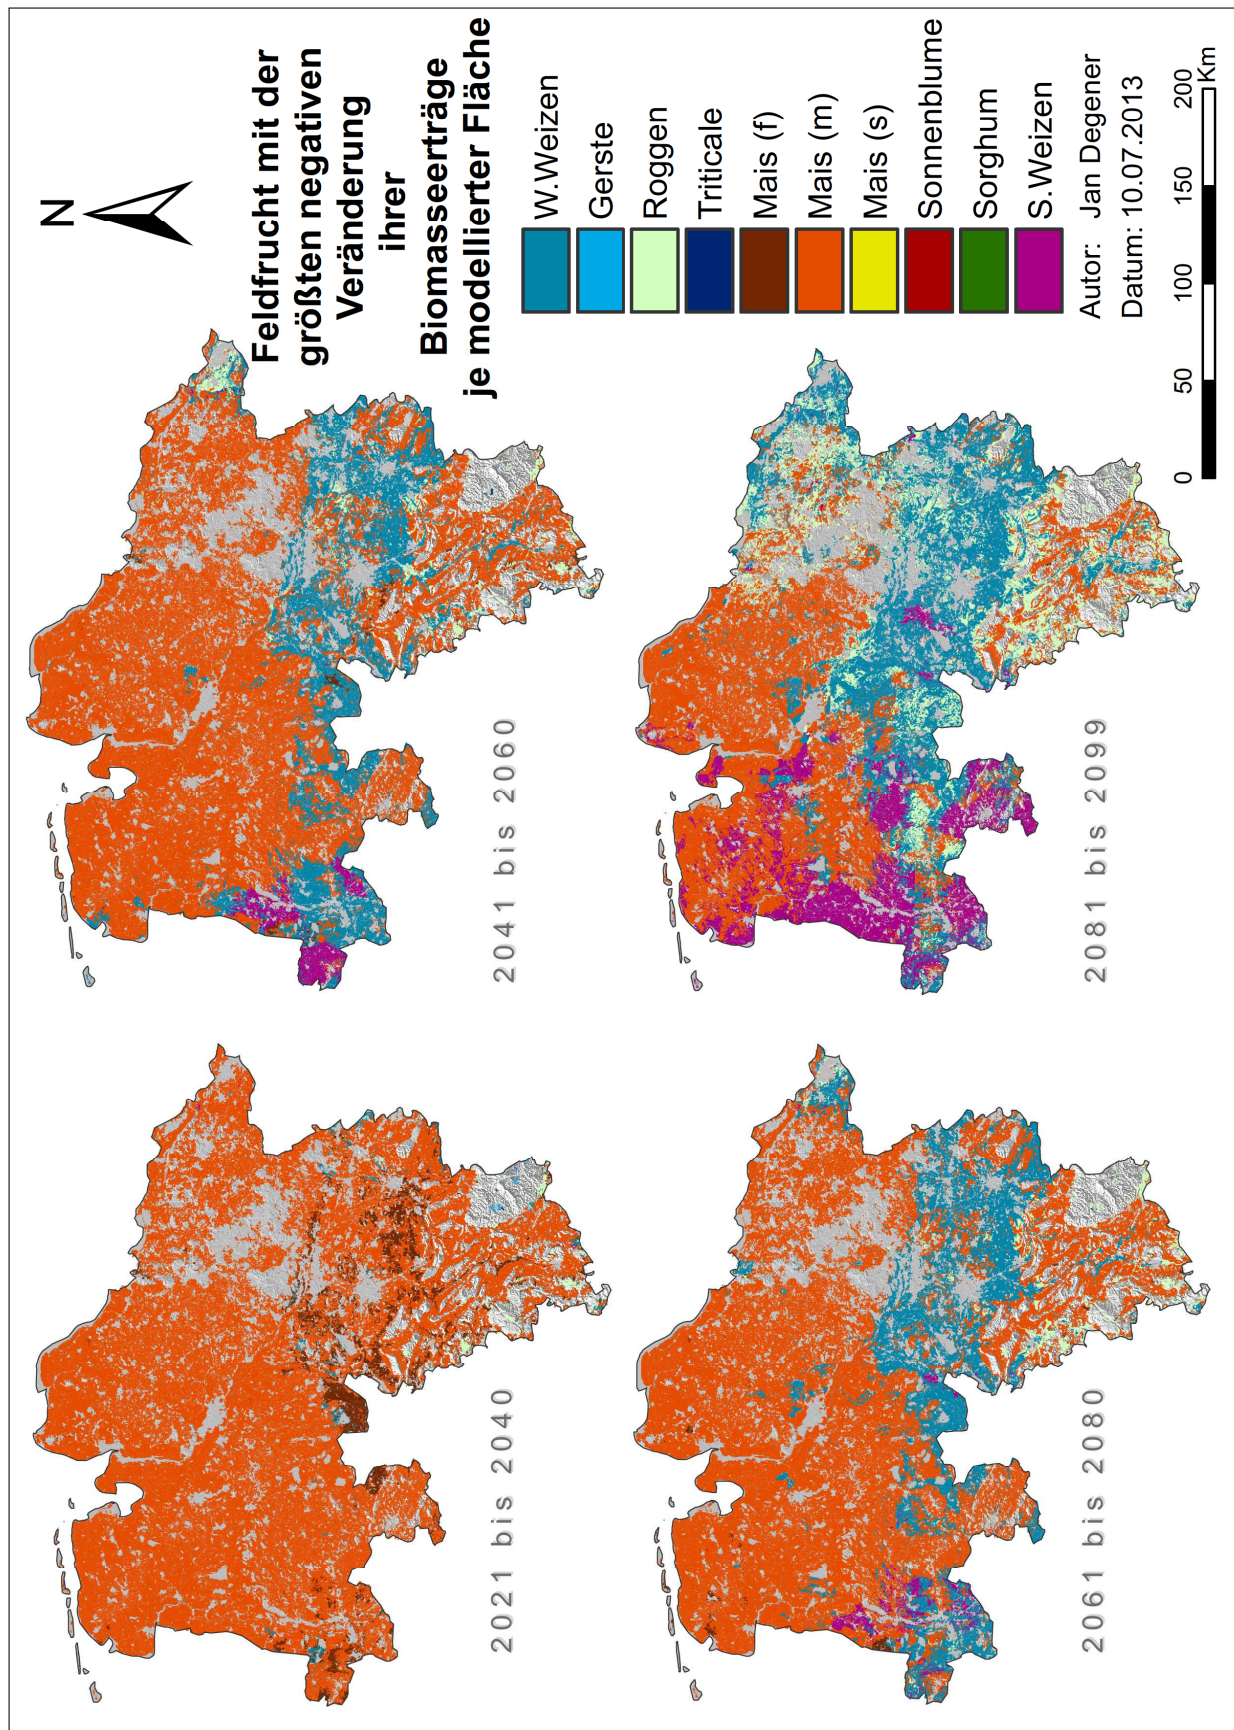 N
Feldfrucht mit der
größten negativen
Veränderung
ihrer
Biomasseerträge
je modellierter Fläche
W.Weizen
Gerste
Roggen
Triticale
Mais (f)
Mais (m)
Mais (s)
Sonnenblume
Sorghum
S.Weizen
Autor: Jan Degener
Datum: 10.07.2013
0 50 100 150 200
Km
2021 bis 2040
2041 bis 2060
2061 bis 2080
2081 bis 2099